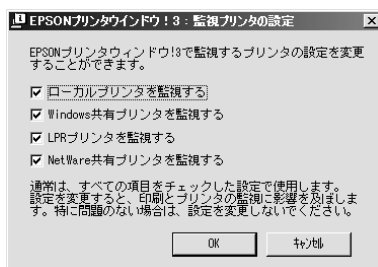 EPSONプリンタウインドウ!3:監視プリンタの設定
EPSONプリンタウィンドウ!3で監視するプリンタの設定を変更
することができます。
ローカルプリンタを監視する
Windows共有プリンタを監視する
LPRプリンタを監視する
NetWare共有プリンタを監視する
通常は、すべての項目をチェックした設定で使用します。
設定を変更すると、印刷とプリンタの監視に影響を及ぼしま
す。特に問題のない場合は、設定を変更しないでください。
OK キャンセル